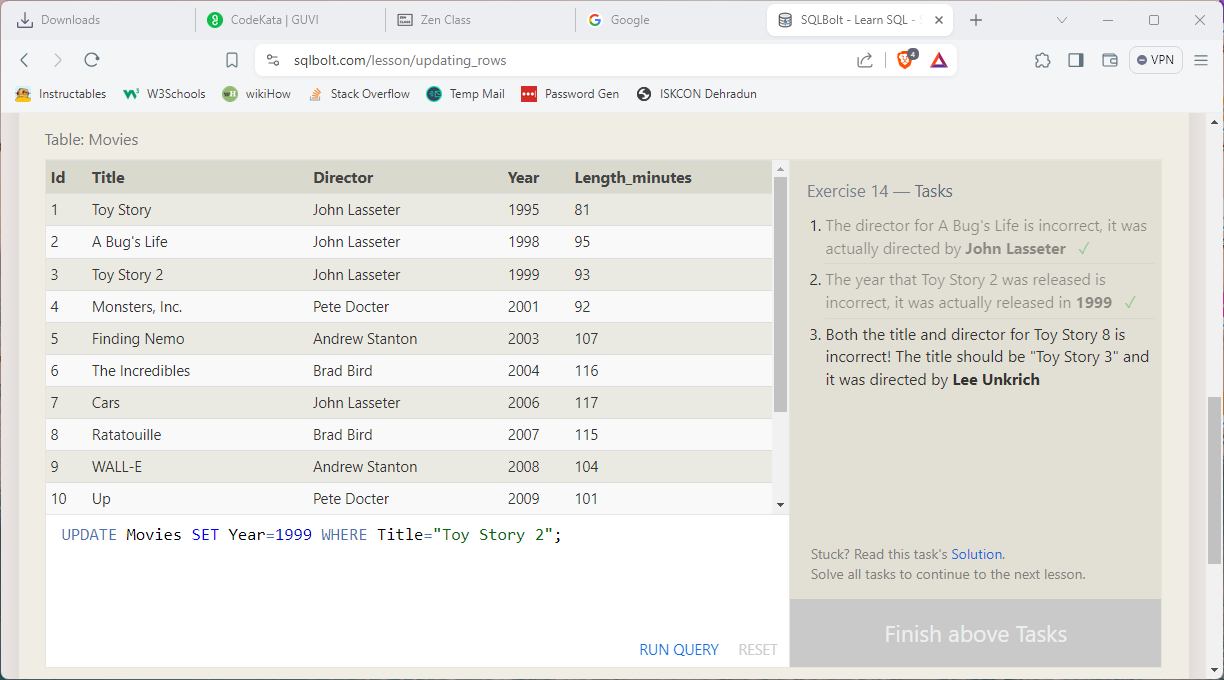 Downloads CodeKata | GUVI Zen Class Google SQLBolt - Learn SQL -
sqlbolt.com/lesson/updating_rows 4 VPN
Instructables W3Schools wikiHow Stack Overflow Temp Mail Password Gen ISKCON Dehradun
Table: Movies
Id Title Director Year Length_minutes
1 Toy Story John Lasseter 1995 81
2 A Bug's Life John Lasseter 1998 95
3 Toy Story 2 John Lasseter 1999 93
4 Monsters, Inc. Pete Docter 2001 92
5 Finding Nemo Andrew Stanton 2003 107
6 The Incredibles Brad Bird 2004 116
7 Cars John Lasseter 2006 117
8 Ratatouille Brad Bird 2007 115
9 WALL-E Andrew Stanton 2008 104
10 Up Pete Docter 2009 101
UPDATE Movies SET Year=1999 WHERE Title="Toy Story 2";
RUN QUERY RESET
Exercise 14 — Tasks
1. The director for A Bug's Life is incorrect, it was
actually directed by John Lasseter ✓
2. The year that Toy Story 2 was released is
incorrect, it was actually released in 1999 ✓
3. Both the title and director for Toy Story 8 is
incorrect! The title should be "Toy Story 3" and
it was directed by Lee Unkrich
Stuck? Read this task's Solution.
Solve all tasks to continue to the next lesson.
Finish above Tasks